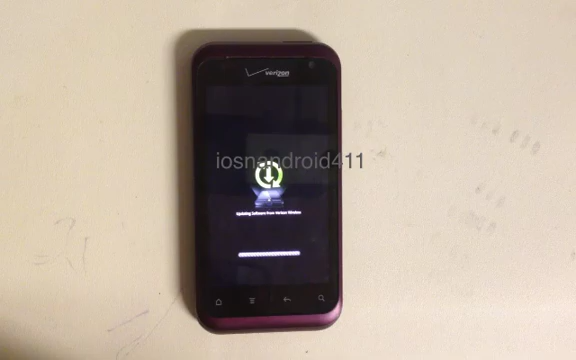 verizon
iosnandroid411
Updating Software from Verizon Wireless